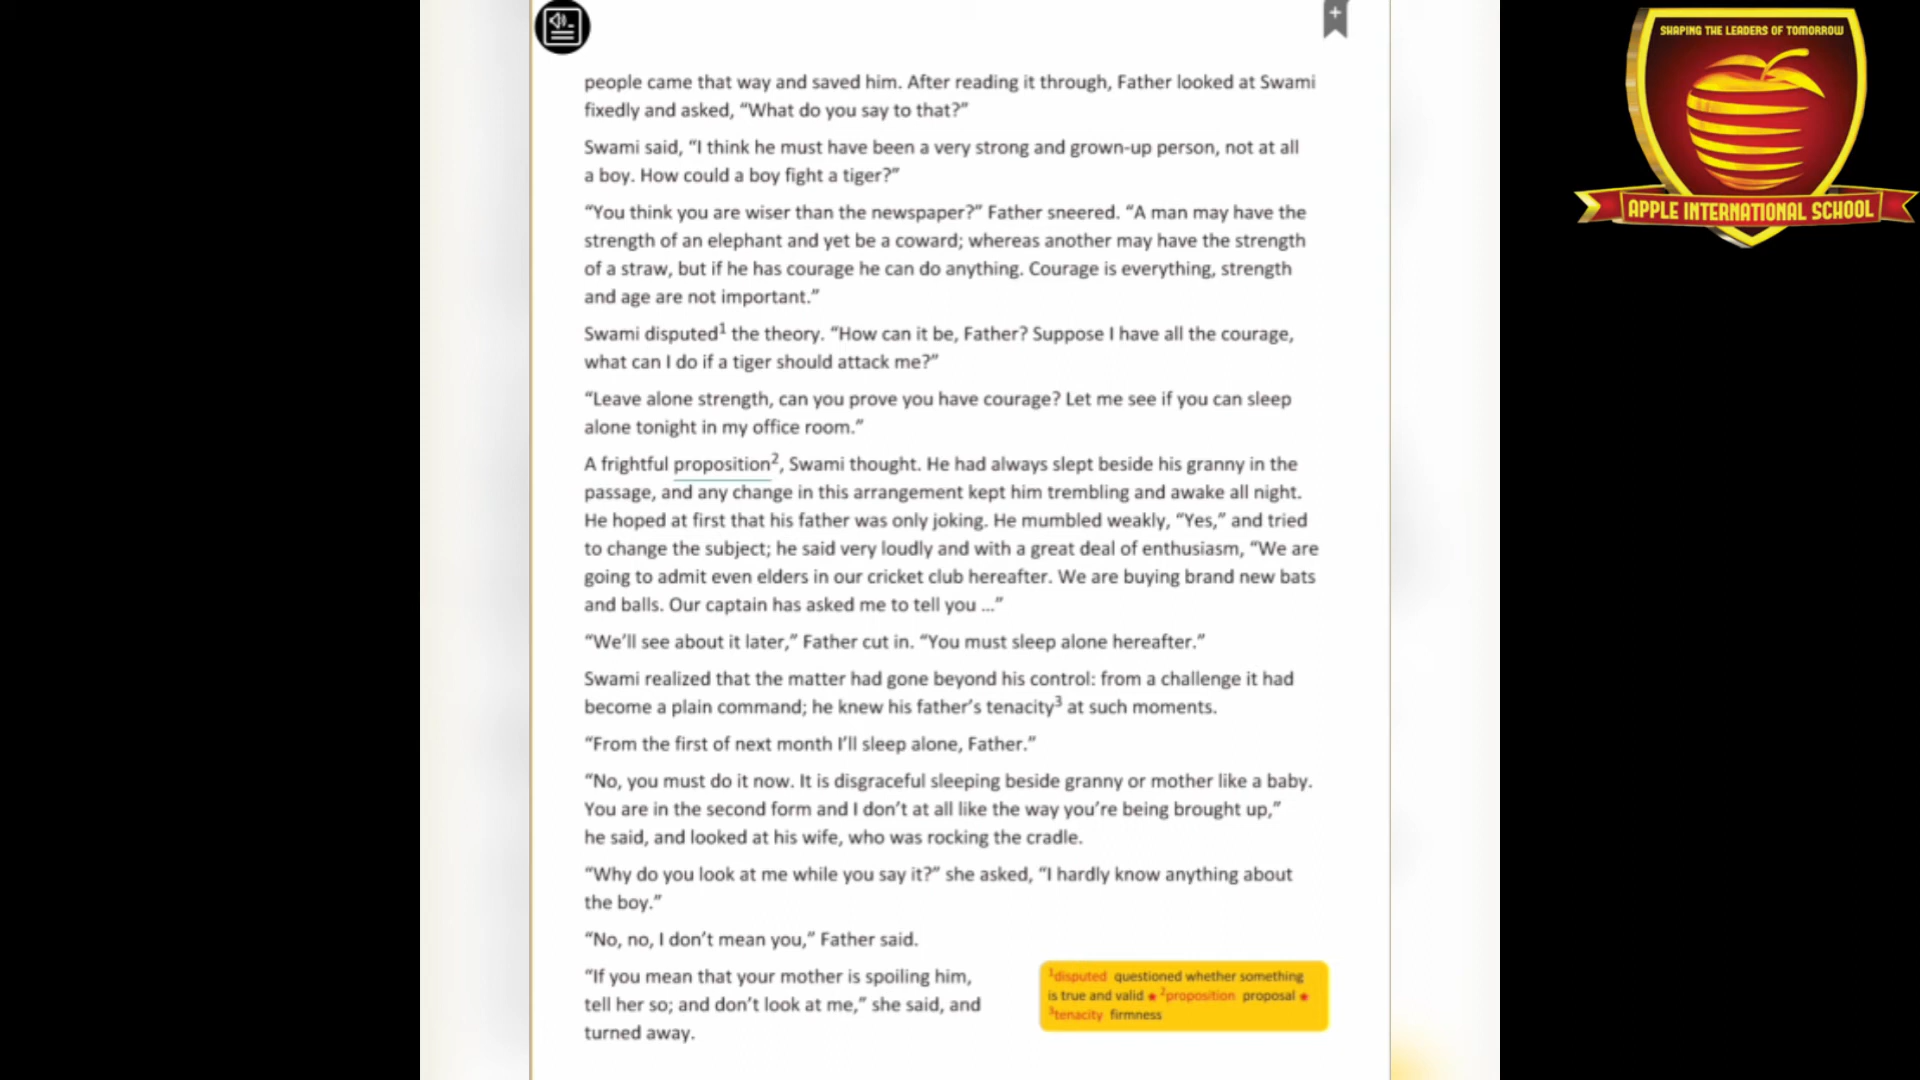 SHAPING THE LEADERS OF TOMORROW
APPLE INTERNATIONAL SCHOOL
people came that way and saved him. After reading it through, Father looked at Swami
fixedly and asked, “What do you say to that?”
Swami said, “I think he must have been a very strong and grown-up person, not at all
a boy. How could a boy fight a tiger?”
“You think you are wiser than the newspaper?” Father sneered. “A man may have the
strength of an elephant and yet be a coward; whereas another may have the strength
of a straw, but if he has courage he can do anything. Courage is everything, strength
and age are not important.”
Swami disputed¹ the theory. “How can it be, Father? Suppose I have all the courage,
what can I do if a tiger should attack me?”
“Leave alone strength, can you prove you have courage? Let me see if you can sleep
alone tonight in my office room.”
A frightful proposition², Swami thought. He had always slept beside his granny in the
passage, and any change in this arrangement kept him trembling and awake all night.
He hoped at first that his father was only joking. He mumbled weakly, “Yes,” and tried
to change the subject; he said very loudly and with a great deal of enthusiasm, “We are
going to admit even elders in our cricket club hereafter. We are buying brand new bats
and balls. Our captain has asked me to tell you ...”
“We’ll see about it later,” Father cut in. “You must sleep alone hereafter.”
Swami realized that the matter had gone beyond his control: from a challenge it had
become a plain command; he knew his father’s tenacity³ at such moments.
“From the first of next month I’ll sleep alone, Father.”
“No, you must do it now. It is disgraceful sleeping beside granny or mother like a baby.
You are in the second form and I don’t at all like the way you’re being brought up,”
he said, and looked at his wife, who was rocking the cradle.
“Why do you look at me while you say it?” she asked, “I hardly know anything about
the boy.”
“No, no, I don’t mean you,” Father said.
“If you mean that your mother is spoiling him,
tell her so; and don’t look at me,” she said, and
turned away.
¹disputed questioned whether something
is true and valid ★ ²proposition proposal ★
³tenacity firmness